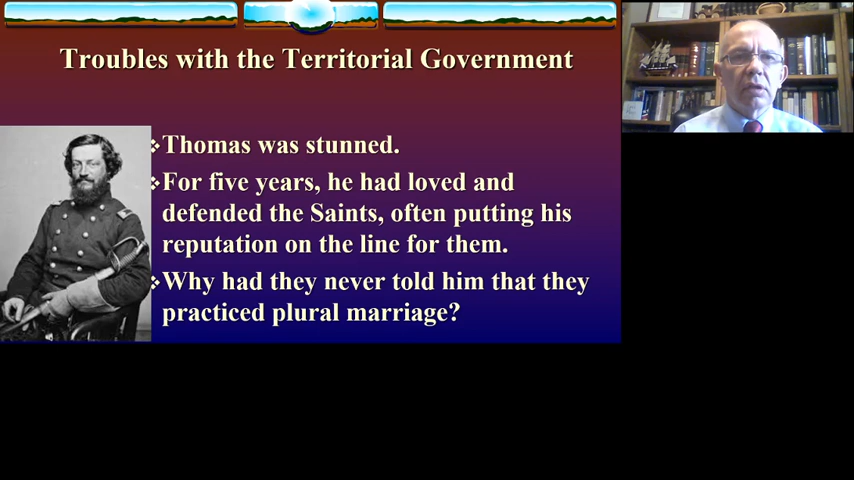 Troubles with the Territorial Government
Thomas was stunned.
For five years, he had loved and
defended the Saints, often putting his
reputation on the line for them.
Why had they never told him that they
practiced plural marriage?